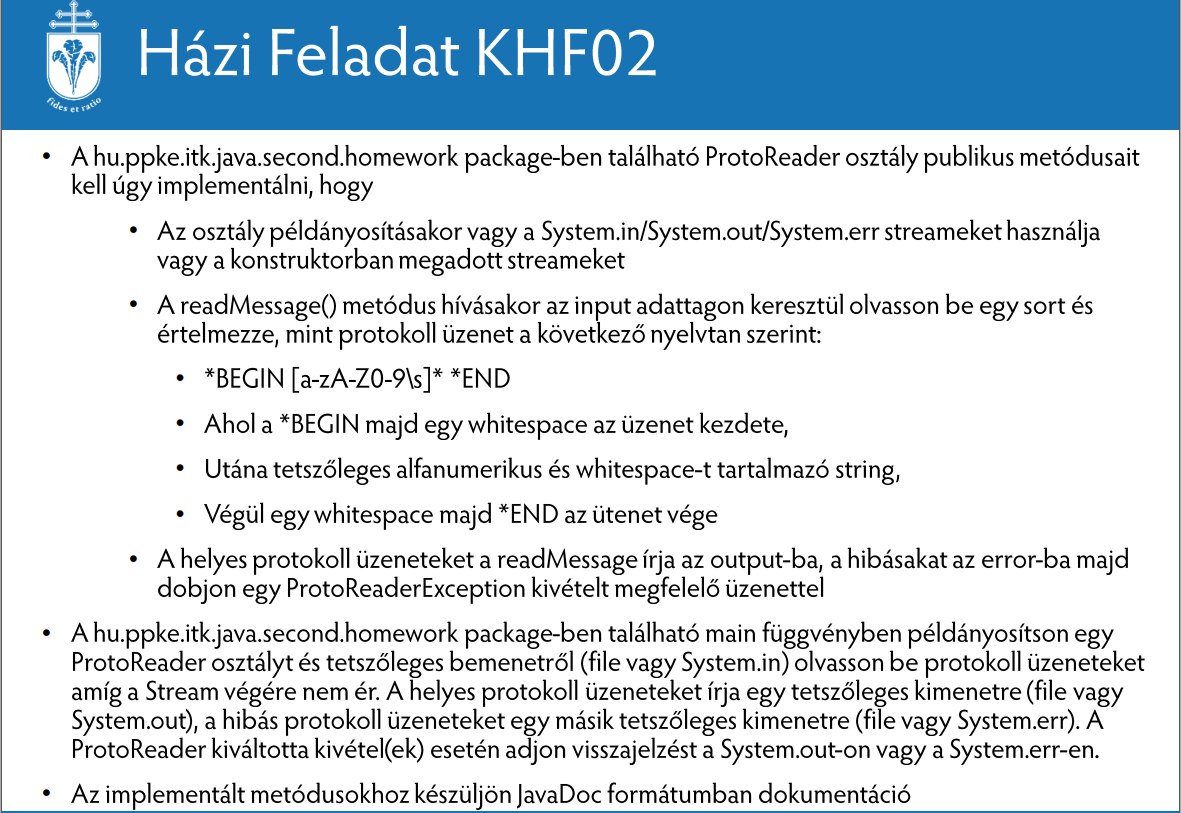 fides et ratio
Házi Feladat KHF02
• A hu.ppke.itk.java.second.homework package-ben található ProtoReader osztály publikus metódusait
kell úgy implementálni, hogy
• Az osztály példányosításakor vagy a System.in/System.out/System.err streameket használja
vagy a konstruktorban megadott streameket
• A readMessage() metódus hívásakor az input adattagon keresztül olvasson be egy sort és
értelmezze, mint protokoll üzenet a következő nyelvtan szerint:
• *BEGIN [a-zA-Z0-9\s]* *END
• Ahol a *BEGIN majd egy whitespace az üzenet kezdete,
• Utána tetszőleges alfanumerikus és whitespace-t tartalmazó string,
• Végül egy whitespace majd *END az ütenet vége
• A helyes protokoll üzeneteket a readMessage írja az output-ba, a hibásakat az error-ba majd
dobjon egy ProtoReaderException kivételt megfelelő üzenettel
• A hu.ppke.itk.java.second.homework package-ben található main függvényben példányosítson egy
ProtoReader osztályt és tetszőleges bemenetről (file vagy System.in) olvasson be protokoll üzeneteket
amíg a Stream végére nem ér. A helyes protokoll üzeneteket írja egy tetszőleges kimenetre (file vagy
System.out), a hibás protokoll üzeneteket egy másik tetszőleges kimenetre (file vagy System.err). A
ProtoReader kiváltotta kivétel(ek) esetén adjon visszajelzést a System.out-on vagy a System.err-en.
• Az implementált metódusokhoz készüljön JavaDoc formátumban dokumentáció